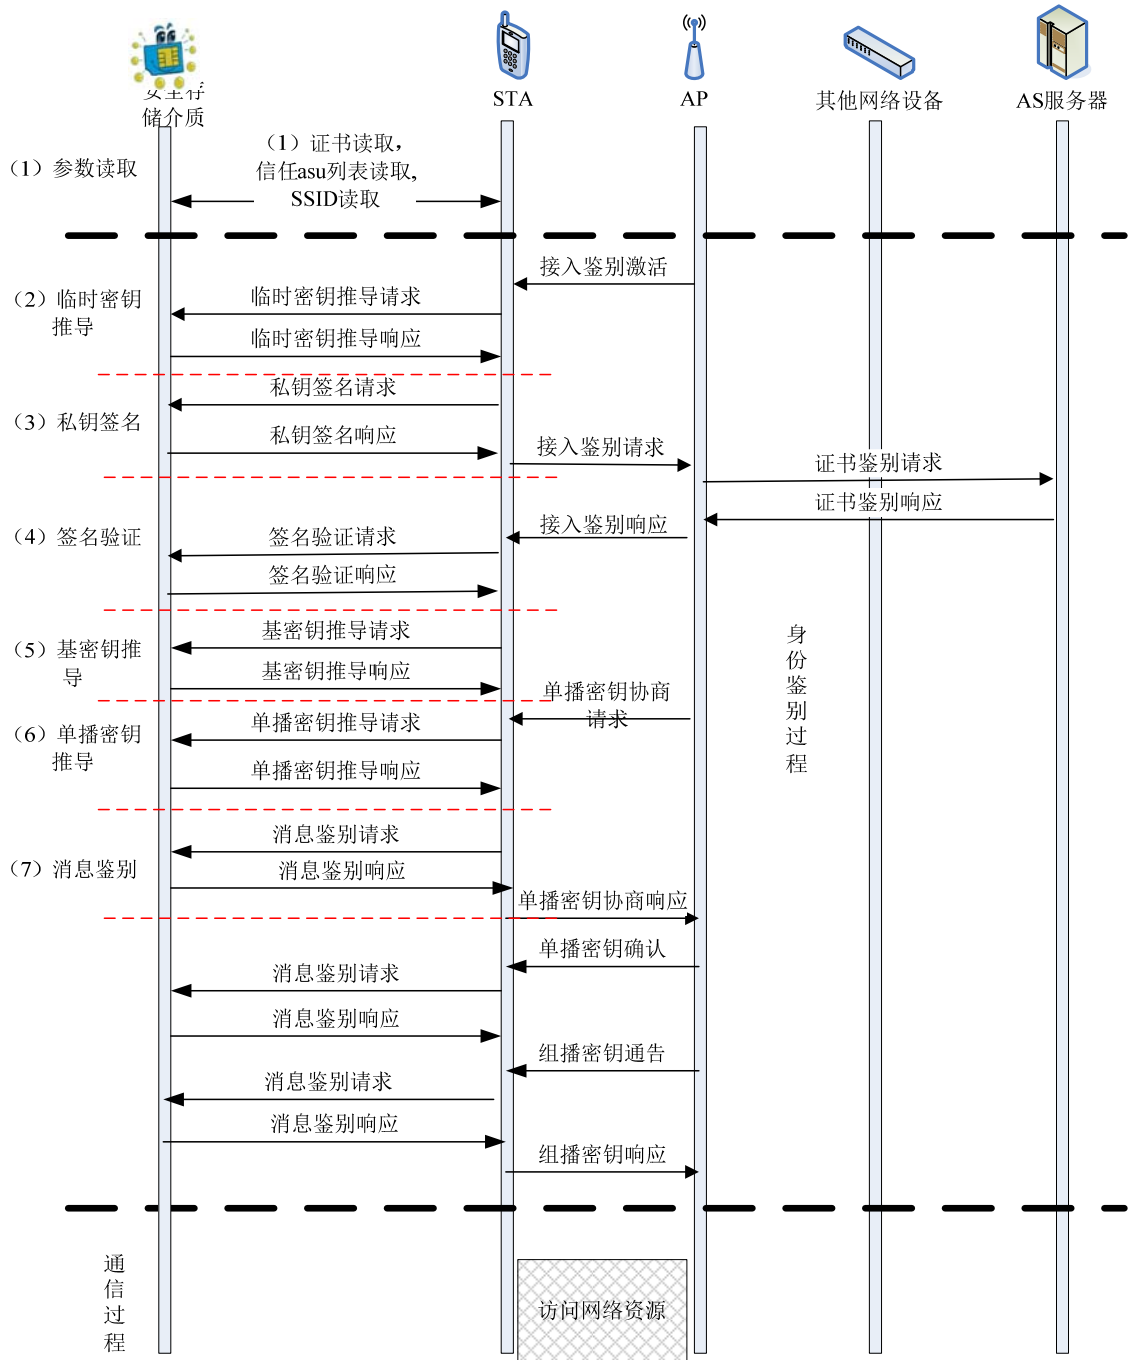 安全存
储介质
STA
AP
其他网络设备
AS服务器
（1）参数读取
（1）证书读取，
信任asu列表读取,
SSID读取
接入鉴别激活
（2）临时密钥
推导
临时密钥推导请求
临时密钥推导响应
私钥签名请求
（3）私钥签名
私钥签名响应
接入鉴别请求
证书鉴别请求
证书鉴别响应
接入鉴别响应
（4）签名验证
签名验证请求
签名验证响应
基密钥推导请求
（5）基密钥推
导
基密钥推导响应
单播密钥协商
请求
身份鉴别过程
单播密钥推导请求
（6）单播密钥
推导
单播密钥推导响应
消息鉴别请求
（7）消息鉴别
消息鉴别响应
单播密钥协商响应
单播密钥确认
消息鉴别请求
消息鉴别响应
组播密钥通告
消息鉴别请求
消息鉴别响应
组播密钥响应
通信过程
访问网络资源